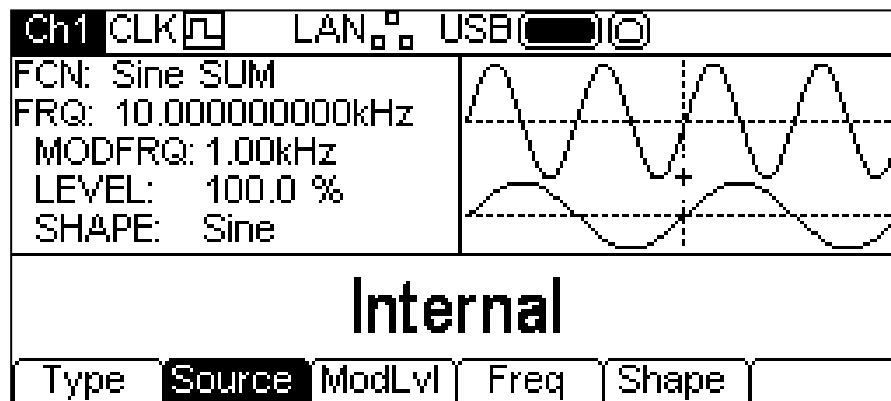 Ch1 CLK LAN USB
FCN: Sine SUM
FRQ: 10.000000000kHz
MODFRQ: 1.00kHz
LEVEL: 100.0 %
SHAPE: Sine
Internal
Type Source ModLvl Freq Shape